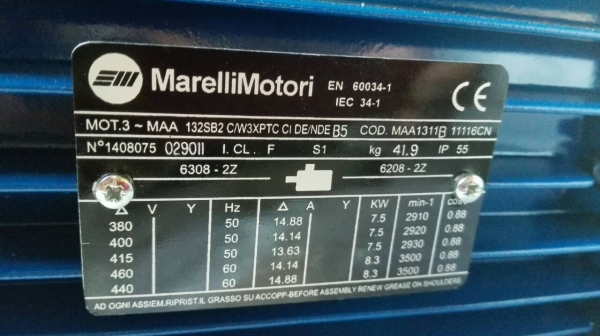 MarelliMotori
EN 60034-1
IEC 34-1
CE
MOT.3 ~ MAA 132SB2 C/W3XPTC CI DE/NDE B5 COD. MAA1311B 11116CN
N°1408075 029011 I. CL. F S1 kg 41.9 IP 55
6308 - 2Z 6208 - 2Z
Δ V Y Hz Δ A Y KW min-1 cos
380 50 14.88 7.5 2910 0.88
400 50 14.14 7.5 2920 0.88
415 50 13.63 7.5 2930 0.88
460 60 14.14 8.3 3500 0.88
440 60 14.88 8.3 3500 0.88
AD OGNI ASSIEM.RIPRIST.IL GRASSO SU ACCOPP-BEFORE ASSEMBLY RENEW GREASE ON SHOULDERS